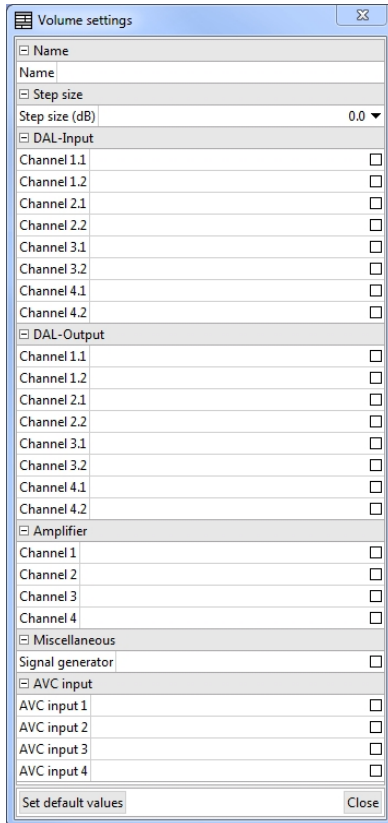 Volume settings
Name
Name
Step size
Step size (dB) 0.0
DAL-Input
Channel 1.1
Channel 1.2
Channel 2.1
Channel 2.2
Channel 3.1
Channel 3.2
Channel 4.1
Channel 4.2
DAL-Output
Channel 1.1
Channel 1.2
Channel 2.1
Channel 2.2
Channel 3.1
Channel 3.2
Channel 4.1
Channel 4.2
Amplifier
Channel 1
Channel 2
Channel 3
Channel 4
Miscellaneous
Signal generator
AVC input
AVC input 1
AVC input 2
AVC input 3
AVC input 4
Set default values Close